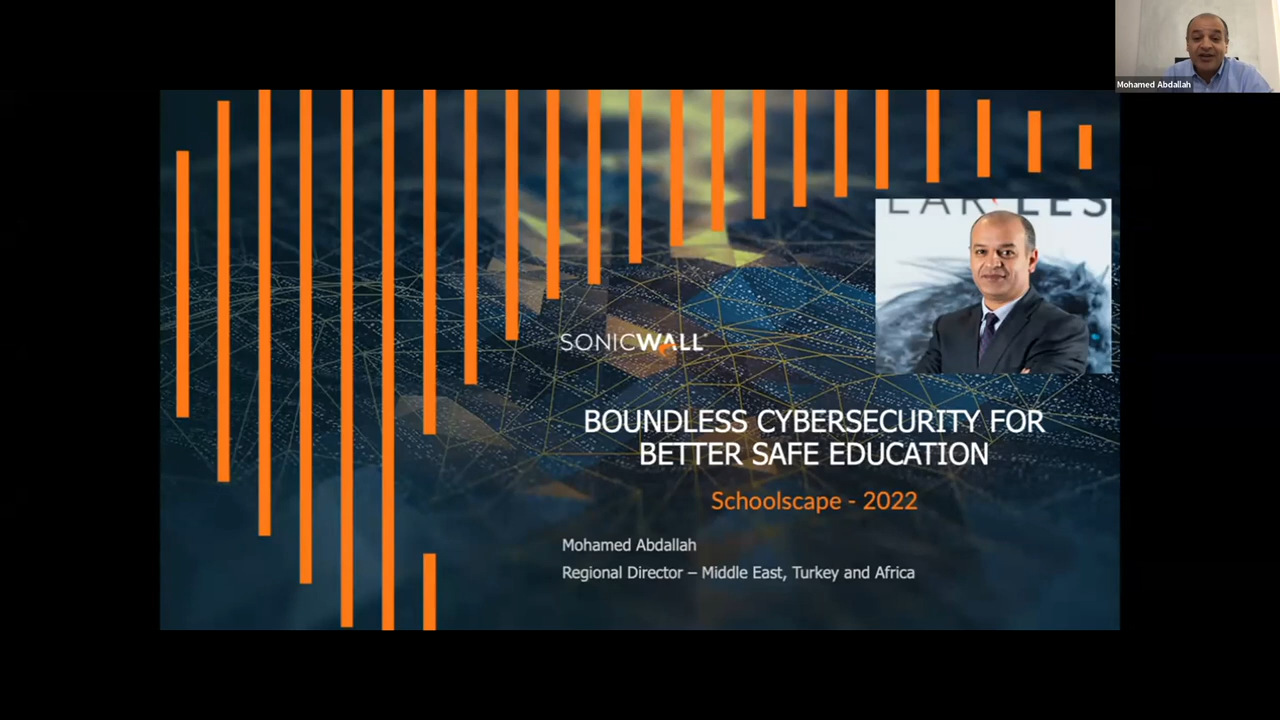 Mohamed Abdallah
SONICWALL
BOUNDLESS CYBERSECURITY FOR
BETTER SAFE EDUCATION
Schoolscape - 2022
Mohamed Abdallah
Regional Director – Middle East, Turkey and Africa